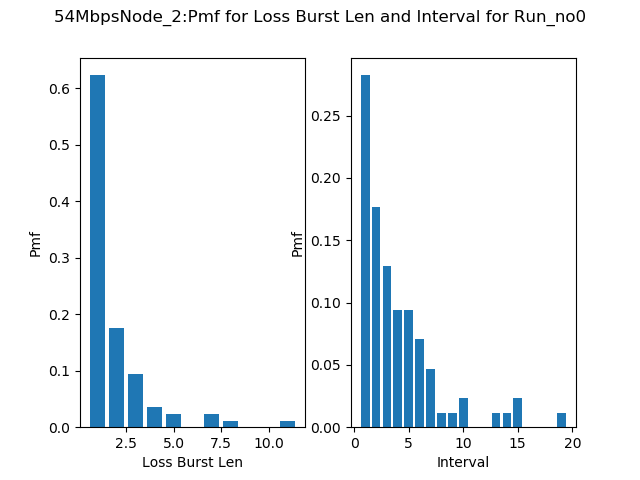 54MbpsNode_2:Pmf for Loss Burst Len and Interval for Run_no0
Pmf
0.6
0.5
0.4
0.3
0.2
0.1
0.0
2.5 5.0 7.5 10.0
Loss Burst Len
Pmf
0.25
0.20
0.15
0.10
0.05
0.00
0 5 10 15 20
Interval